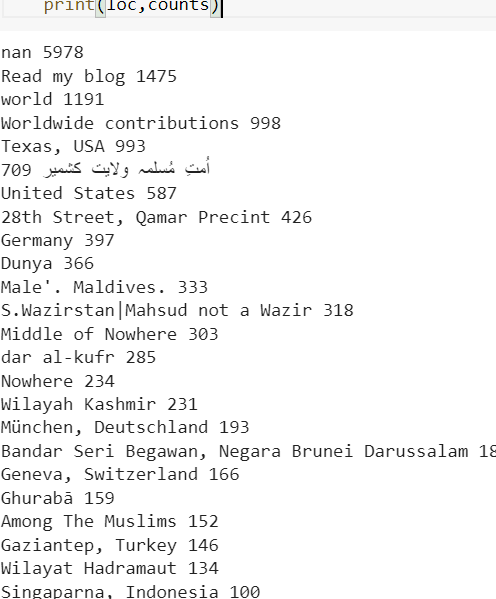 print(loc,counts)
nan 5978
Read my blog 1475
world 1191
Worldwide contributions 998
Texas, USA 993
اُمتِ مُسلمہ ولایت کشمیر 709
United States 587
28th Street, Qamar Precint 426
Germany 397
Dunya 366
Male'. Maldives. 333
S.Wazirstan|Mahsud not a Wazir 318
Middle of Nowhere 303
dar al-kufr 285
Nowhere 234
Wilayah Kashmir 231
München, Deutschland 193
Bandar Seri Begawan, Negara Brunei Darussalam 18
Geneva, Switzerland 166
Ghurabā 159
Among The Muslims 152
Gaziantep, Turkey 146
Wilayat Hadramaut 134
Singaparna, Indonesia 100